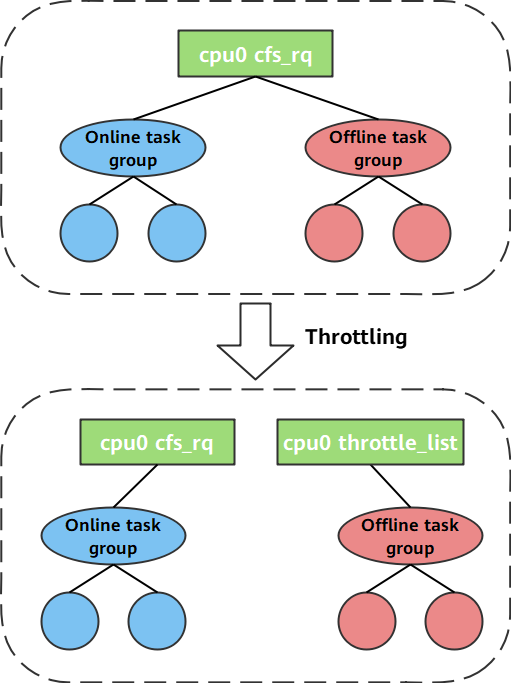 cpu0 cfs_rq
Online task
group
Offline task
group
Throttling
cpu0 cfs_rq
cpu0 throttle_list
Online task
group
Offline task
group